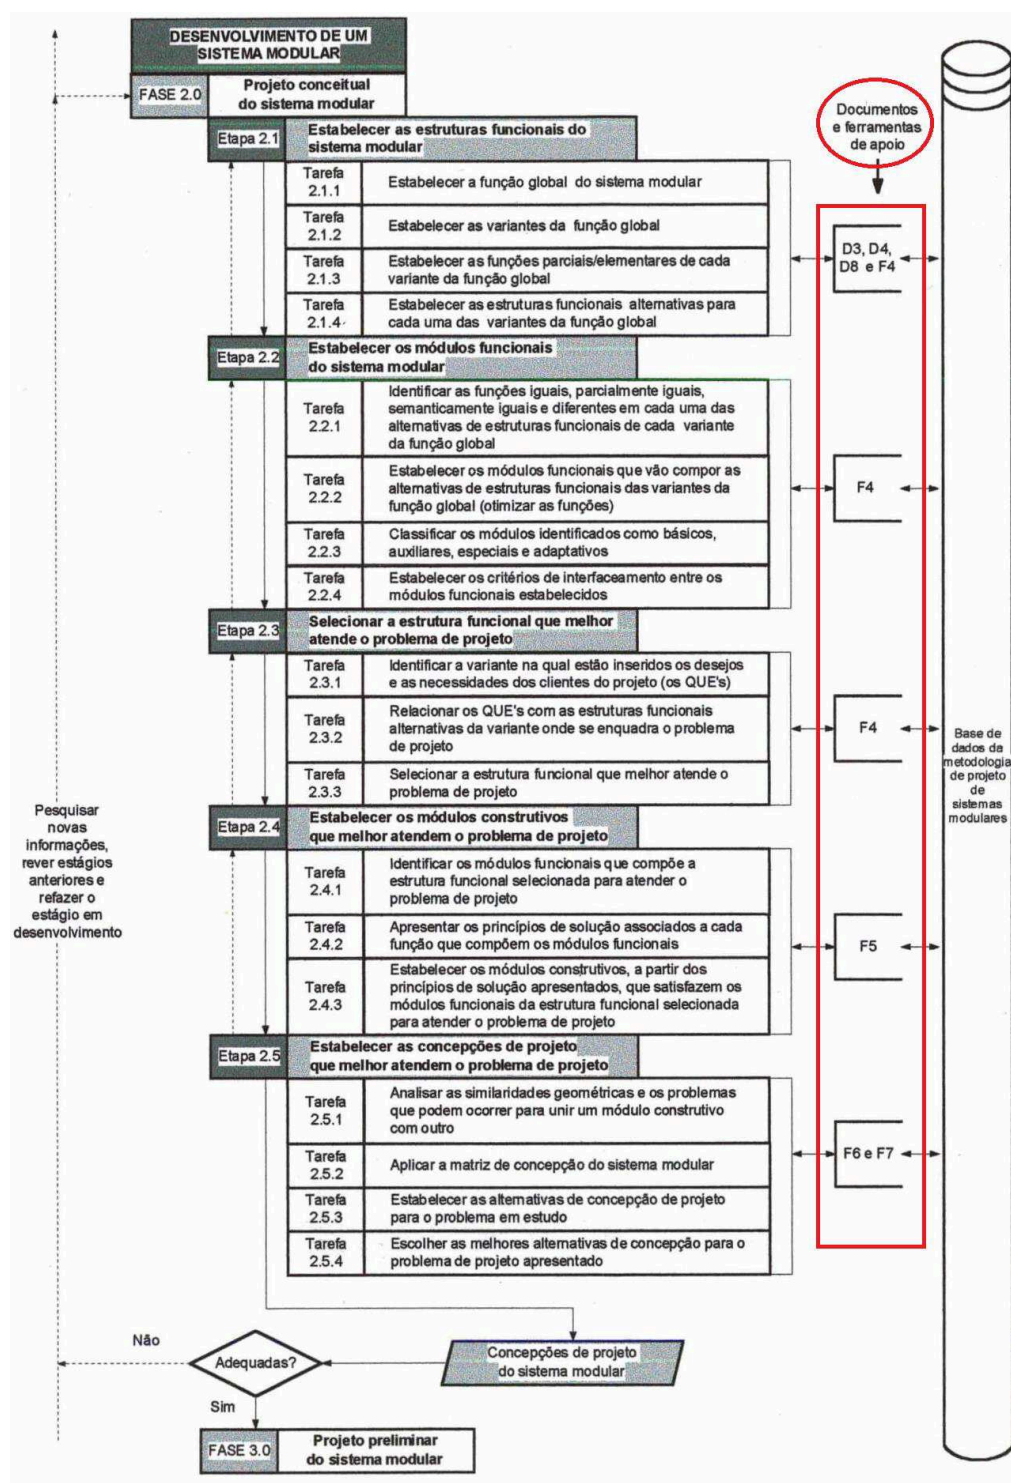 DESENVOLVIMENTO DE UM
SISTEMA MODULAR
FASE 2.0
Projeto conceitual
do sistema modular
Etapa 2.1
Estabelecer as estruturas funcionais do
sistema modular
Tarefa
2.1.1
Estabelecer a função global do sistema modular
Tarefa
2.1.2
Estabelecer as variantes da função global
Tarefa
2.1.3
Estabelecer as funções parciais/elementares de cada
variante da função global
Tarefa
2.1.4
Estabelecer as estruturas funcionais alternativas para
cada uma das variantes da função global
Documentos
e ferramentas
de apoio
D3, D4,
D8 e F4
Etapa 2.2
Estabelecer os módulos funcionais
do sistema modular
Tarefa
2.2.1
Identificar as funções iguais, parcialmente iguais,
semanticamente iguais e diferentes em cada uma das
alternativas de estruturas funcionais de cada variante
da função global
Tarefa
2.2.2
Estabelecer os módulos funcionais que vão compor as
alternativas de estruturas funcionais das variantes da
função global (otimizar as funções)
Tarefa
2.2.3
Classificar os módulos identificados como básicos,
auxiliares, especiais e adaptativos
Tarefa
2.2.4
Estabelecer os critérios de interfaceamento entre os
módulos funcionais estabelecidos
F4
Etapa 2.3
Selecionar a estrutura funcional que melhor
atende o problema de projeto
Tarefa
2.3.1
Identificar a variante na qual estão inseridos os desejos
e as necessidades dos clientes do projeto (os QUE's)
Tarefa
2.3.2
Relacionar os QUE's com as estruturas funcionais
alternativas da variante onde se enquadra o problema
de projeto
Tarefa
2.3.3
Selecionar a estrutura funcional que melhor atende o
problema de projeto
F4
Base de
dados da
metodologia
de projeto
de
sistemas
modulares
Pesquisar
novas
informações,
rever estágios
anteriores e
refazer o
estágio em
desenvolvimento
Etapa 2.4
Estabelecer os módulos construtivos
que melhor atendem o problema de projeto
Tarefa
2.4.1
Identificar os módulos funcionais que compõe a
estrutura funcional selecionada para atender o
problema de projeto
Tarefa
2.4.2
Apresentar os princípios de solução associados a cada
função que compõem os módulos funcionais
Tarefa
2.4.3
Estabelecer os módulos construtivos, a partir dos
princípios de solução apresentados, que satisfazem os
módulos funcionais da estrutura funcional selecionada
para atender o problema de projeto
F5
Etapa 2.5
Estabelecer as concepções de projeto
que melhor atendem o problema de projeto
Tarefa
2.5.1
Analisar as similaridades geométricas e os problemas
que podem ocorrer para unir um módulo construtivo
com outro
Tarefa
2.5.2
Aplicar a matriz de concepção do sistema modular
Tarefa
2.5.3
Estabelecer as alternativas de concepção de projeto
para o problema em estudo
Tarefa
2.5.4
Escolher as melhores alternativas de concepção para o
problema de projeto apresentado
F6 e F7
Não
Adequadas?
Concepções de projeto
do sistema modular
Sim
FASE 3.0
Projeto preliminar
do sistema modular